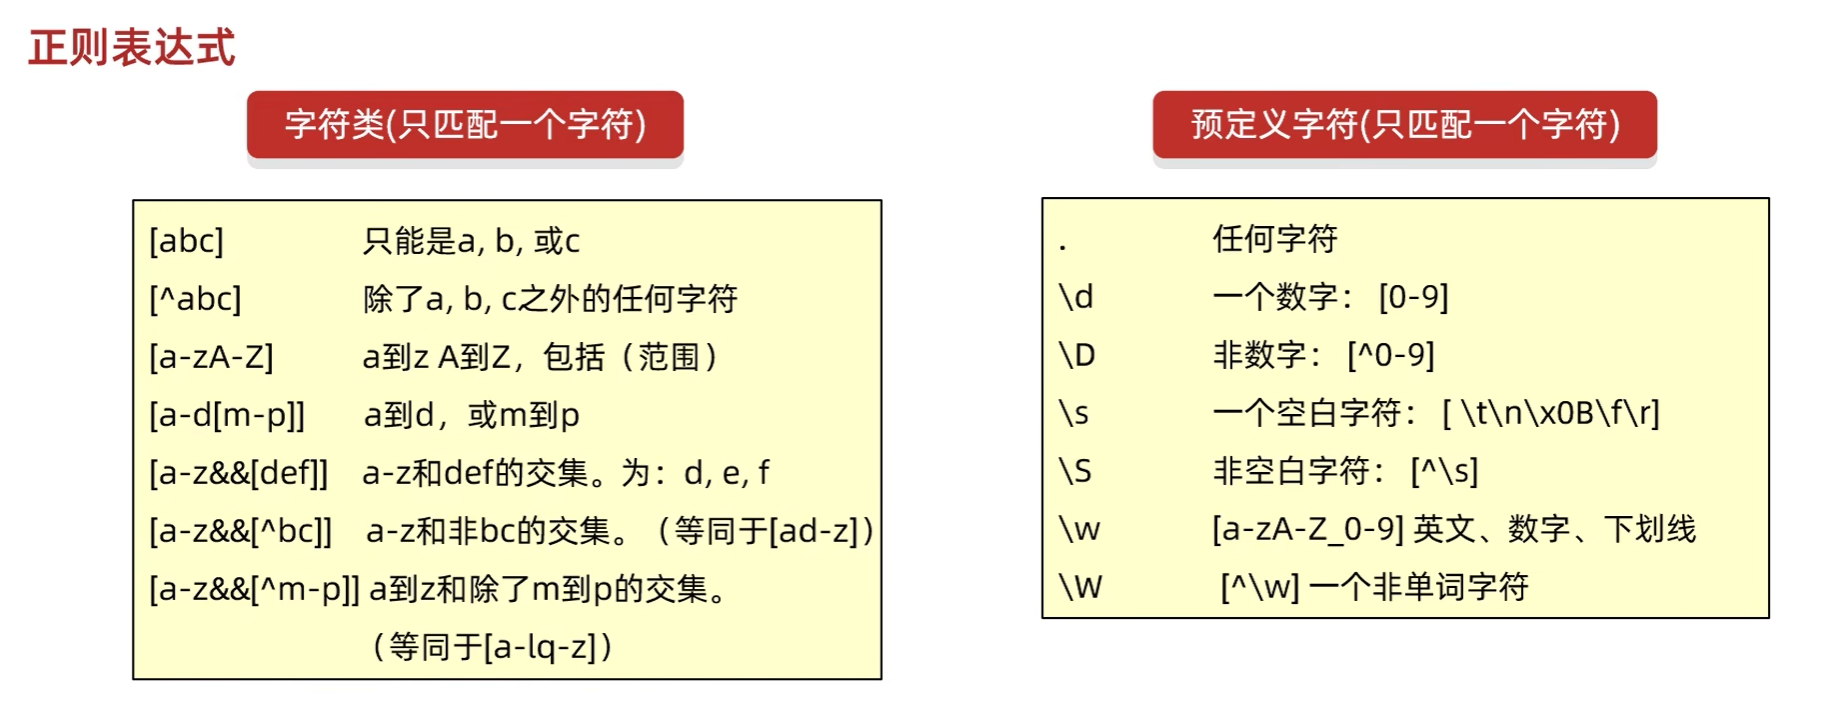 正则表达式
字符类(只匹配一个字符)
[abc] 只能是a, b, 或c
[^abc] 除了a, b, c之外的任何字符
[a-zA-Z] a到z A到Z，包括（范围）
[a-d[m-p]] a到d，或m到p
[a-z&&[def]] a-z和def的交集。为：d, e, f
[a-z&&[^bc]] a-z和非bc的交集。（等同于[ad-z]）
[a-z&&[^m-p]] a到z和除了m到p的交集。
（等同于[a-lq-z]）
预定义字符(只匹配一个字符)
. 任何字符
\d 一个数字： [0-9]
\D 非数字： [^0-9]
\s 一个空白字符： [ \t\n\x0B\f\r]
\S 非空白字符： [^\s]
\w [a-zA-Z_0-9] 英文、数字、下划线
\W [^\w] 一个非单词字符